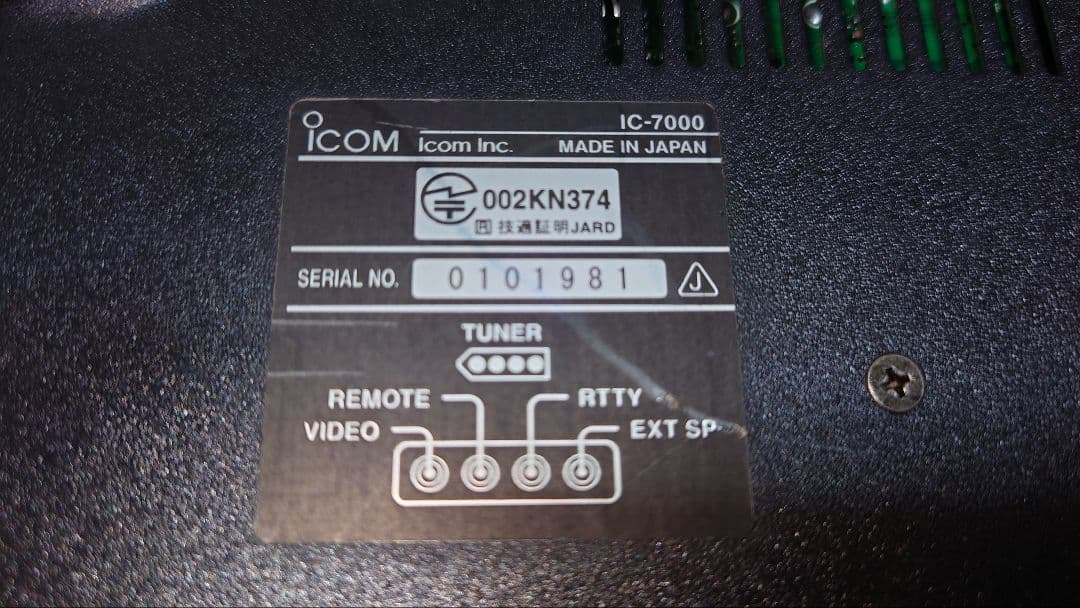 ICOM Icom Inc. IC-7000
MADE IN JAPAN
002KN374
R 技適証明JARD
SERIAL NO. 0101981 J
TUNER
REMOTE RTTY
VIDEO EXT SP